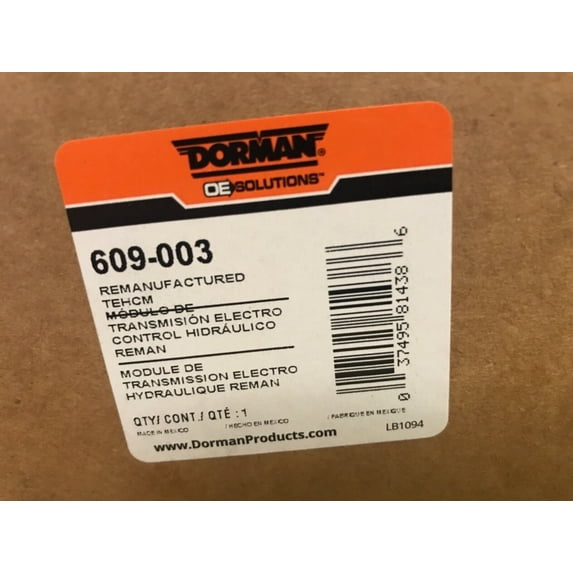 DORMAN®
OE SOLUTIONS™
609-003
REMANUFACTURED
TEHCM
MÓDULO DE
TRANSMISIÓN ELECTRO
CONTROL HIDRÁULICO
REMAN
MODULE DE
TRANSMISSION ELECTRO
HYDRAULIQUE REMAN
QTY/ CONT./ QTÉ : 1
MADE IN MEXICO / HECHO EN MEXICO / FABRIQUÉ EN MEXIQUE
www.DormanProducts.com
LB1094
0 37495 81438 6